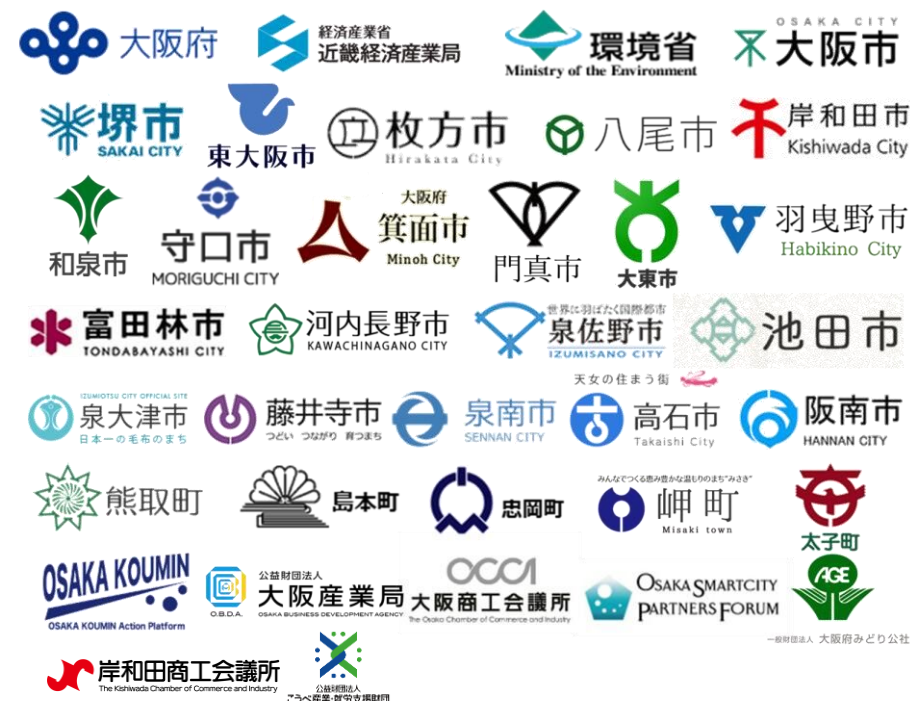 大阪府
経済産業省
近畿経済産業局
環境省
Ministry of the Environment
OSAKA CITY
大阪市
堺市
SAKAI CITY
東大阪市
枚方市
Hirakata City
八尾市
岸和田市
Kishiwada City
和泉市
守口市
MORIGUCHI CITY
大阪府
箕面市
Minoh City
門真市
大東市
羽曳野市
Habikino City
富田林市
TONDABAYASHI CITY
河内長野市
KAWACHINAGANO CITY
世界に羽ばたく国際都市
泉佐野市
IZUMISANO CITY
池田市
IZUMIOTSU CITY OFFICIAL SITE
泉大津市
日本一の毛布のまち
藤井寺市
つどい つながり 育つまち
泉南市
SENNAN CITY
天女の住まう街
高石市
Takaishi City
阪南市
HANNAN CITY
熊取町
島本町
忠岡町
みんなでつくる恵み豊かな温もりのまち"みさき"
岬町
Misaki town
太子町
OSAKA KOUMIN
OSAKA KOUMIN Action Platform
O.B.D.A.
公益財団法人
大阪産業局
OSAKA BUSINESS DEVELOPMENT AGENCY
OCCI
大阪商工会議所
The Osaka Chamber of Commerce and Industry
OSAKA SMARTCITY
PARTNERS FORUM
AGE
一般財団法人 大阪府みどり公社
岸和田商工会議所
The Kishiwada Chamber of Commerce and Industry
公益財団法人
こうべ産業・就労支援財団